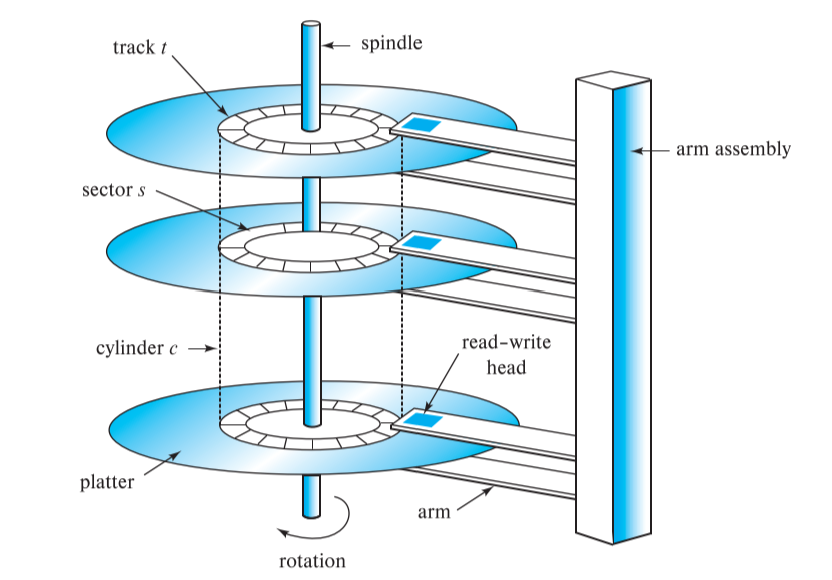 track t
spindle
arm assembly
sector s
cylinder c
read-write
head
platter
arm
rotation